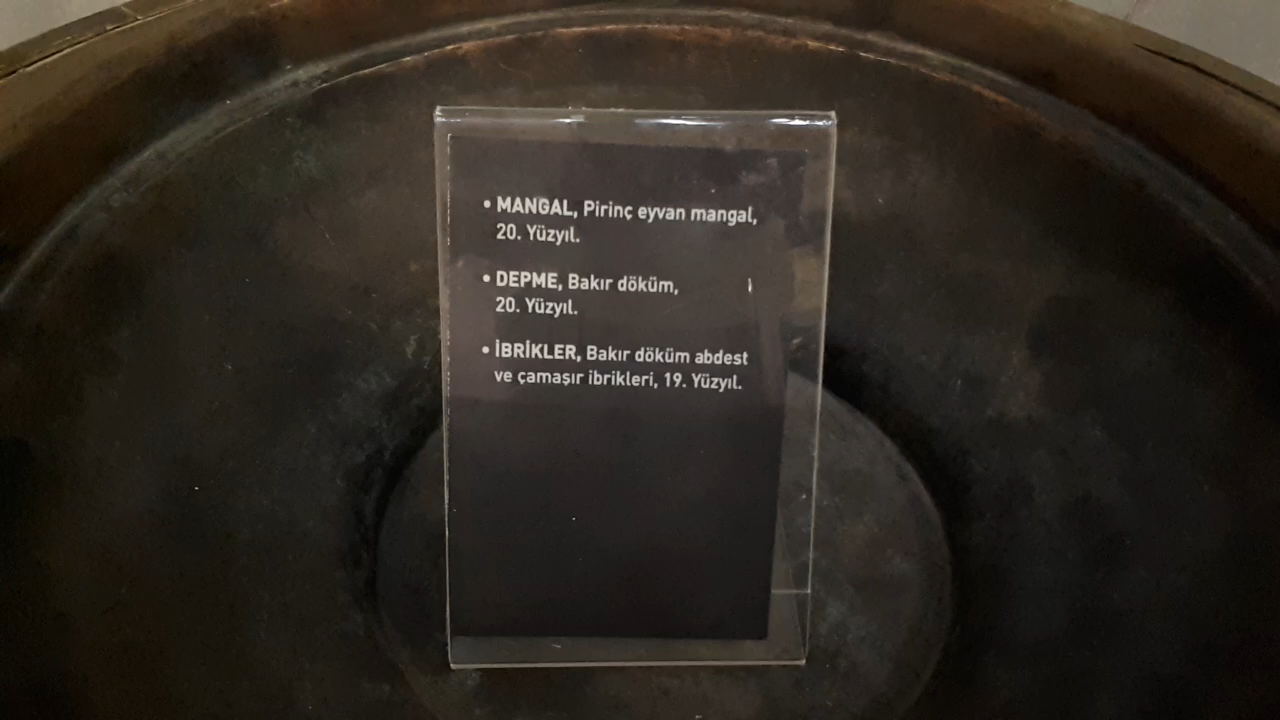 • MANGAL, Pirinç eyvan mangal,
20. Yüzyıl.
• DEPME, Bakır döküm,
20. Yüzyıl.
• İBRİKLER, Bakır döküm abdest
ve çamaşır ibrikleri, 19. Yüzyıl.